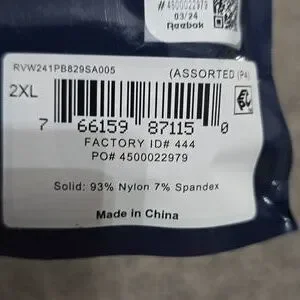 # 4500022979
03/24
Reebok
RVW241PB829SA005
(ASSORTED (P4)
2XL
7 66159 87115 0
FACTORY ID# 444
PO# 4500022979
Solid: 93% Nylon 7% Spandex
Made in China